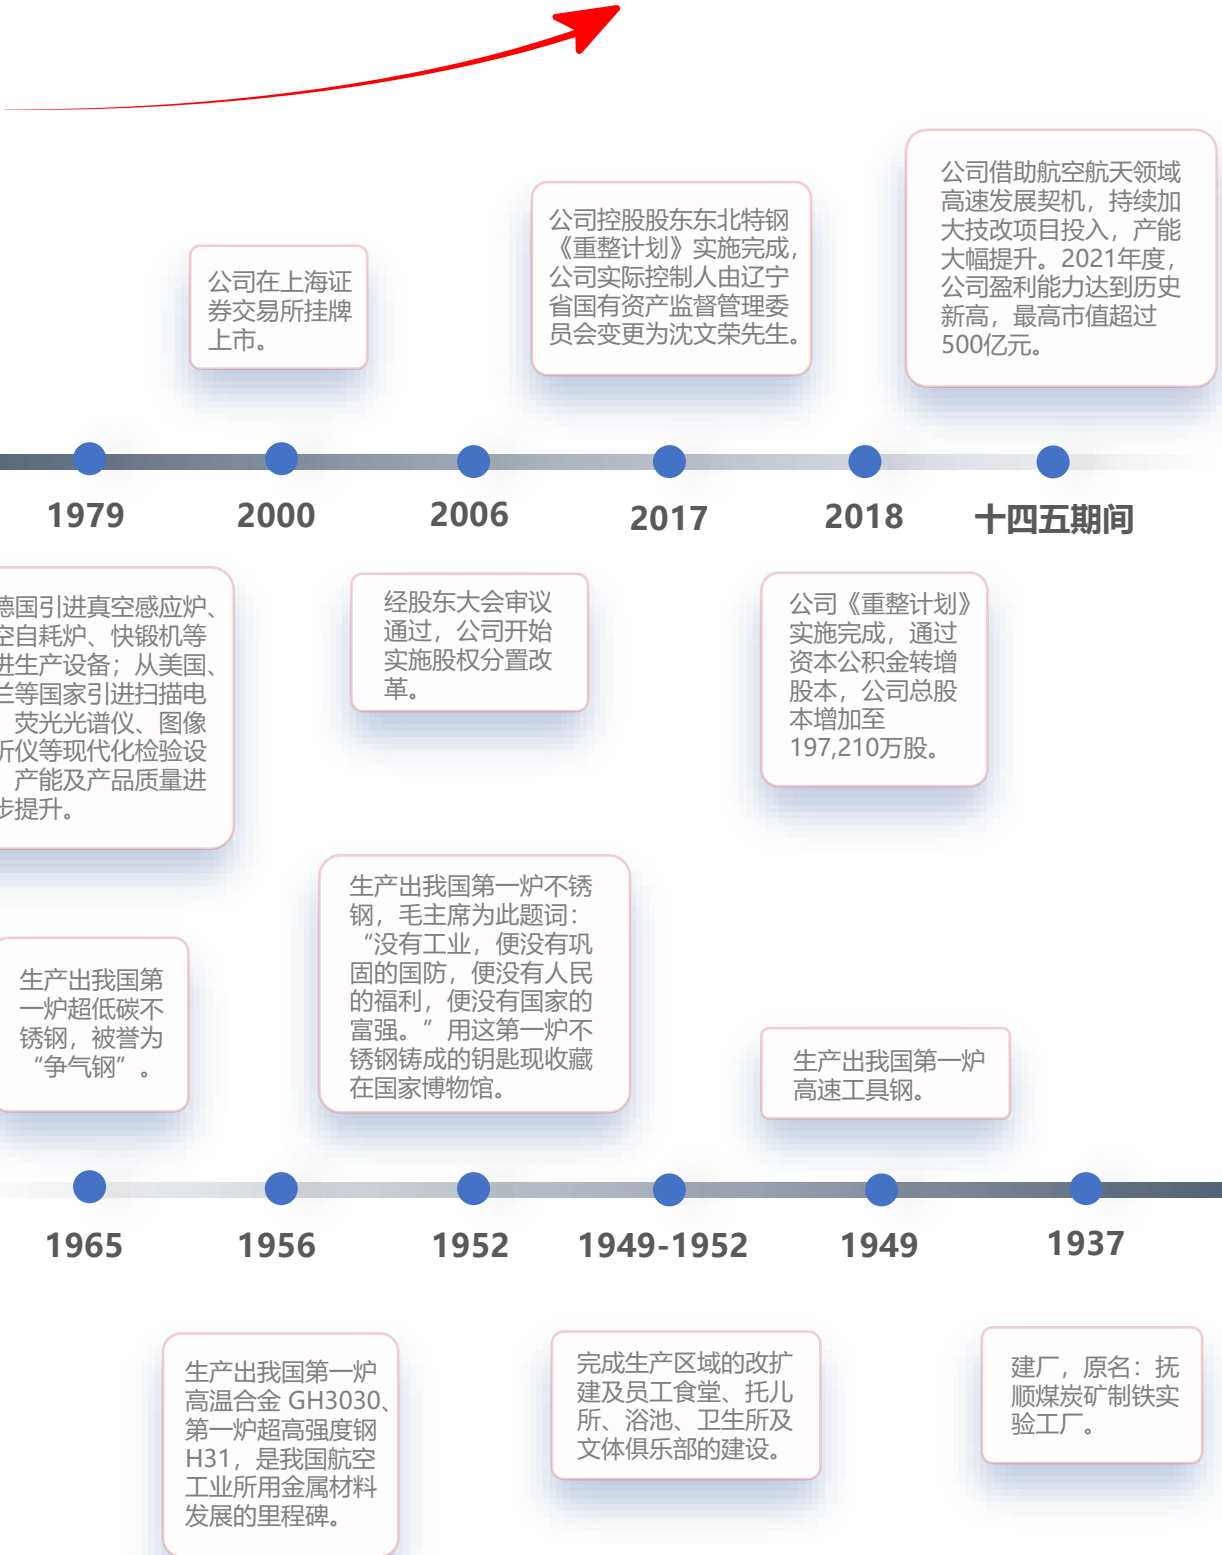 公司在上海证
券交易所挂牌
上市。
公司控股股东东北特钢
《重整计划》实施完成，
公司实际控制人由辽宁
省国有资产监督管理委
员会变更为沈文荣先生。
公司借助航空航天领域
高速发展契机，持续加
大技改项目投入，产能
大幅提升。2021年度，
公司盈利能力达到历史
新高，最高市值超过
500亿元。
1979
2000
2006
2017
2018
十四五期间
德国引进真空感应炉、
空自耗炉、快锻机等
进生产设备；从美国、
兰等国家引进扫描电
荧光光谱仪、图像
析仪等现代化检验设
产能及产品质量进
步提升。
经股东大会审议
通过，公司开始
实施股权分置改
革。
公司《重整计划》
实施完成，通过
资本公积金转增
股本，公司总股
本增加至
197,210万股。
生产出我国第
一炉超低碳不
锈钢，被誉为
“争气钢”。
生产出我国第一炉不锈
钢，毛主席为此题词：
“没有工业，便没有巩
固的国防，便没有人民
的福利，便没有国家的
富强。”用这第一炉不
锈钢铸成的钥匙现收藏
在国家博物馆。
生产出我国第一炉
高速工具钢。
1965
1956
1952
1949-1952
1949
1937
生产出我国第一炉
高温合金 GH3030、
第一炉超高强度钢
H31，是我国航空
工业所用金属材料
发展的里程碑。
完成生产区域的改扩
建及员工食堂、托儿
所、浴池、卫生所及
文体俱乐部的建设。
建厂，原名：抚
顺煤炭矿制铁实
验工厂。